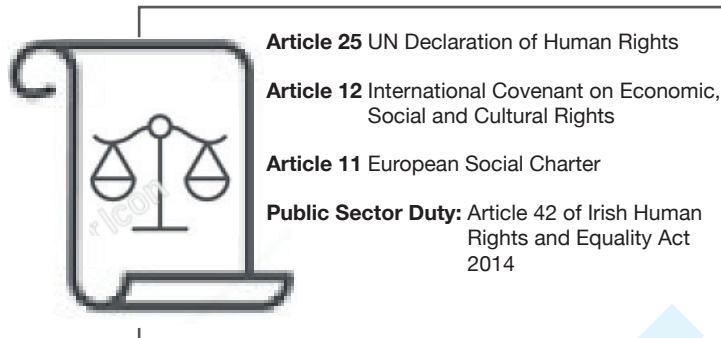 Article 25 UN Declaration of Human Rights
Article 12 International Covenant on Economic,
Social and Cultural Rights
Article 11 European Social Charter
Public Sector Duty: Article 42 of Irish Human
Rights and Equality Act
2014